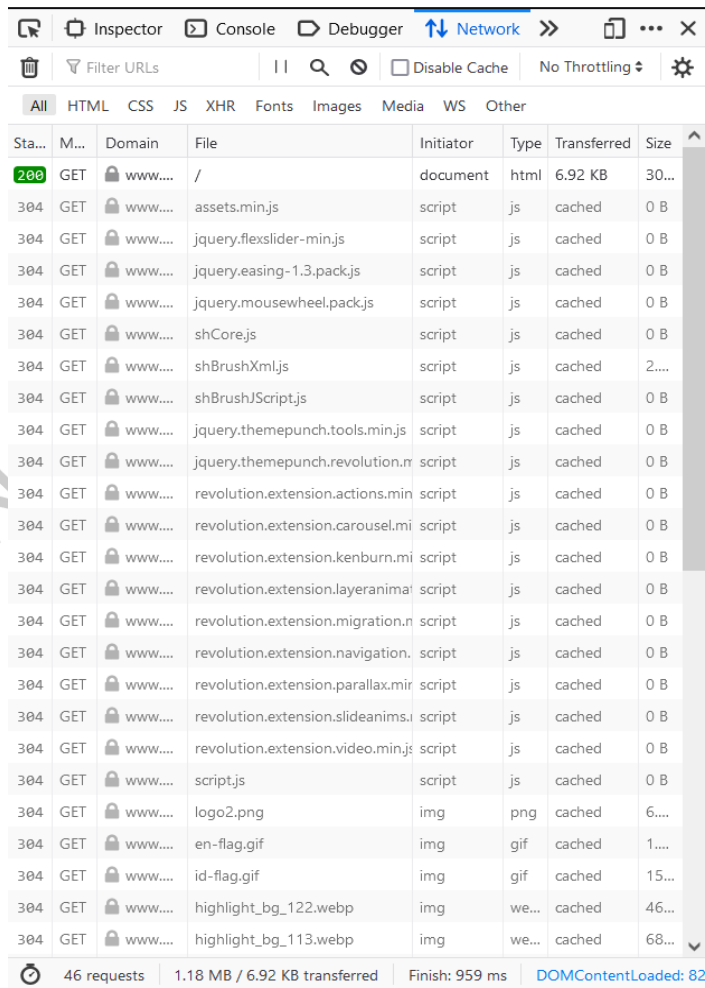 Inspector Console Debugger Network
Filter URLs Disable Cache No Throttling
All HTML CSS JS XHR Fonts Images Media WS Other
Sta... M... Domain File Initiator Type Transferred Size
200 GET www.... / document html 6.92 KB 30...
304 GET www.... assets.min.js script js cached 0 B
304 GET www.... jquery.flexslider-min.js script js cached 0 B
304 GET www.... jquery.easing-1.3.pack.js script js cached 0 B
304 GET www.... jquery.mousewheel.pack.js script js cached 0 B
304 GET www.... shCore.js script js cached 0 B
304 GET www.... shBrushXml.js script js cached 2....
304 GET www.... shBrushJScript.js script js cached 0 B
304 GET www.... jquery.themepunch.tools.min.js script js cached 0 B
304 GET www.... jquery.themepunch.revolution.m script js cached 0 B
304 GET www.... revolution.extension.actions.min script js cached 0 B
304 GET www.... revolution.extension.carousel.mi script js cached 0 B
304 GET www.... revolution.extension.kenburn.mi script js cached 0 B
304 GET www.... revolution.extension.layeranimat script js cached 0 B
304 GET www.... revolution.extension.migration.n script js cached 0 B
304 GET www.... revolution.extension.navigation. script js cached 0 B
304 GET www.... revolution.extension.parallax.mir script js cached 0 B
304 GET www.... revolution.extension.slideanims.i script js cached 0 B
304 GET www.... revolution.extension.video.min.js script js cached 0 B
304 GET www.... script.js script js cached 0 B
304 GET www.... logo2.png img png cached 6....
304 GET www.... en-flag.gif img gif cached 1....
304 GET www.... id-flag.gif img gif cached 15...
304 GET www.... highlight_bg_122.webp img we... cached 46...
304 GET www.... highlight_bg_113.webp img we... cached 68...
46 requests 1.18 MB / 6.92 KB transferred Finish: 959 ms DOMContentLoaded: 82